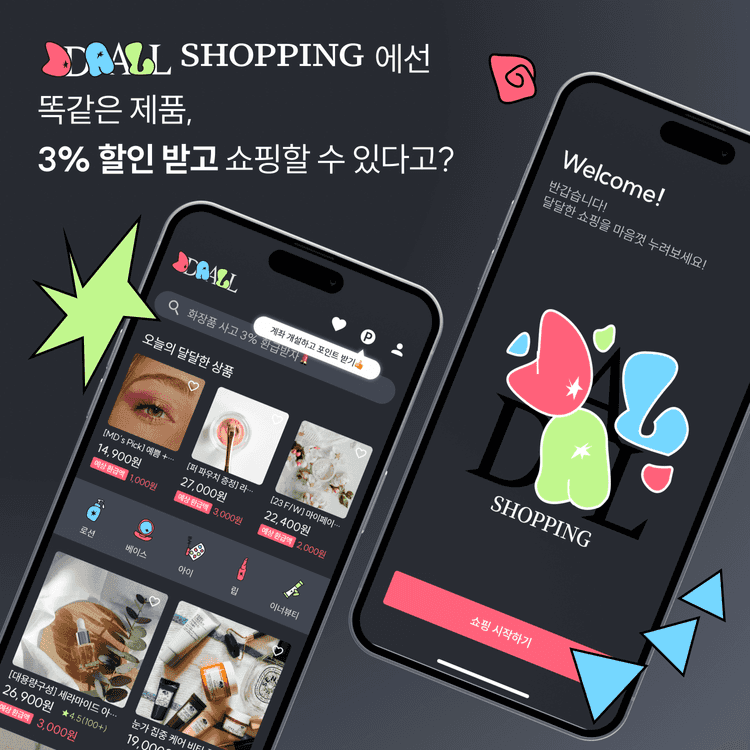 DDAALL SHOPPING 에선
똑같은 제품,
3% 할인 받고 쇼핑할 수 있다고?
Welcome!
반갑습니다!
달달한 쇼핑을 마음껏 누려보세요!
DDAALL
화장품 사고 3% 환급받자
P
계좌 개설하고 포인트 받기👍
오늘의 달달한 상품
[MD's Pick] 예쁨 +...
14,900원
예상 환급액 1,000원
[퍼 파우치 증정] 라...
27,000원
예상 환급액 3,000원
[23 F/W] 마이페이...
22,400원
예상 환급액 2,000원
로션
베이스
아이
립
이너뷰티
[대용량구성] 세라마이드 아...
26,900원 ★4.5(100+)
예상 환급액 3,000원
눈가 집중 케어 비타
19,000
DAL
SHOPPING
쇼핑 시작하기